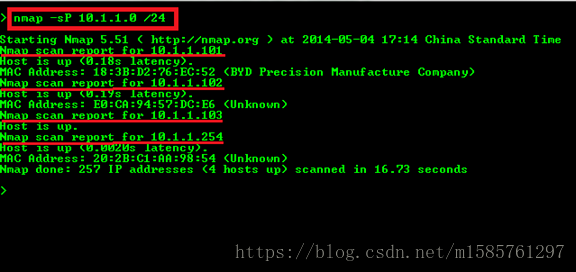 > nmap -sP 10.1.1.0 /24
Starting Nmap 5.51 ( http://nmap.org ) at 2014-05-04 17:14 China Standard Time
Nmap scan report for 10.1.1.101
Host is up (0.18s latency).
MAC Address: 18:3B:D2:76:EC:52 (BYD Precision Manufacture Company)
Nmap scan report for 10.1.1.102
Host is up (0.19s latency).
MAC Address: E0:CA:94:57:DC:E6 (Unknown)
Nmap scan report for 10.1.1.103
Host is up.
Nmap scan report for 10.1.1.254
Host is up (0.0020s latency).
MAC Address: 20:2B:C1:AA:98:54 (Unknown)
Nmap done: 257 IP addresses (4 hosts up) scanned in 16.73 seconds
>
https://blog.csdn.net/m1585761297